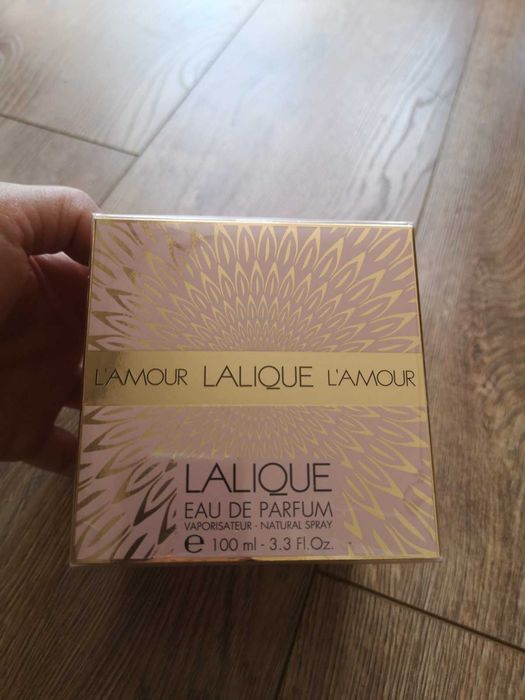 L'AMOUR LALIQUE L'AMOUR
LALIQUE
EAU DE PARFUM
VAPORISATEUR - NATURAL SPRAY
℮ 100 ml - 3.3 Fl.Oz.